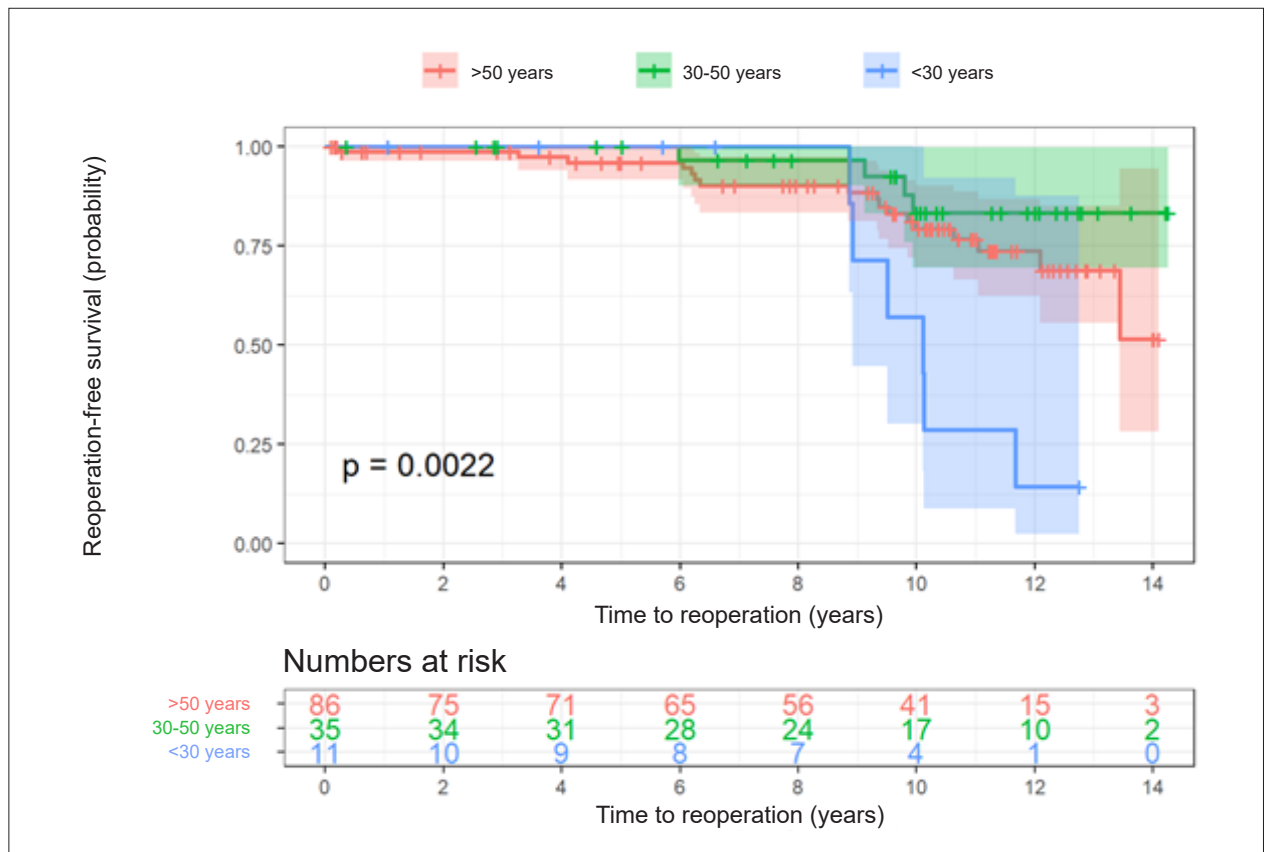 >50 years 30-50 years <30 years
Reoperation-free survival (probability)
1.00
0.75
0.50
0.25
0.00
p = 0.0022
0 2 4 6 8 10 12 14
Time to reoperation (years)
Numbers at risk
>50 years 86 75 71 65 56 41 15 3
30-50 years 35 34 31 28 24 17 10 2
<30 years 11 10 9 8 7 4 1 0
0 2 4 6 8 10 12 14
Time to reoperation (years)